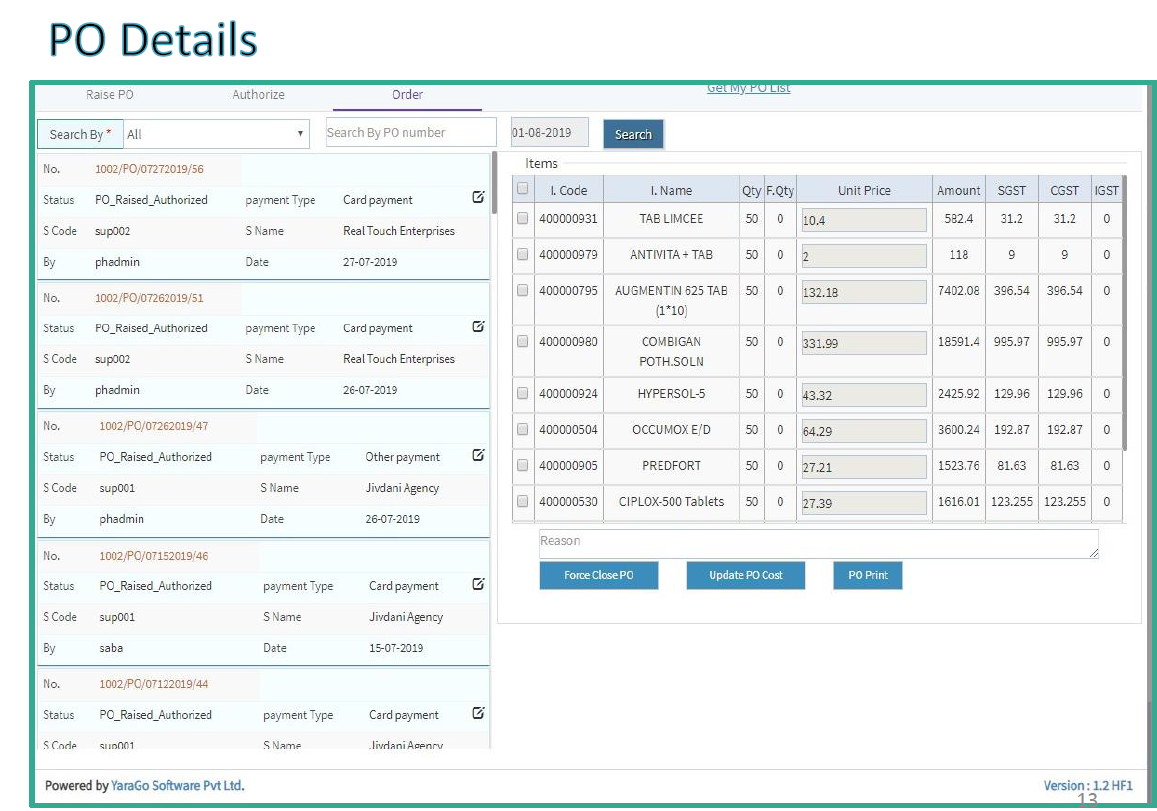 PO Details
Raise PO Authorize Order Get My PO List
Search By * All Search By PO number 01-08-2019 Search
No. 1002/PO/07272019/56
Status PO_Raised_Authorized payment Type Card payment
S Code sup002 S Name Real Touch Enterprises
By phadmin Date 27-07-2019
No. 1002/PO/07262019/51
Status PO_Raised_Authorized payment Type Card payment
S Code sup002 S Name Real Touch Enterprises
By phadmin Date 26-07-2019
No. 1002/PO/07262019/47
Status PO_Raised_Authorized payment Type Other payment
S Code sup001 S Name Jivdani Agency
By phadmin Date 26-07-2019
No. 1002/PO/07152019/46
Status PO_Raised_Authorized payment Type Card payment
S Code sup001 S Name Jivdani Agency
By saba Date 15-07-2019
No. 1002/PO/07122019/44
Status PO_Raised_Authorized payment Type Card payment
S Code sup001 S Name Jivdani Agency
Items
I. Code I. Name Qty F.Qty Unit Price Amount SGST CGST IGST
400000931 TAB LIMCEE 50 0 10.4 582.4 31.2 31.2 0
400000979 ANTIVITA + TAB 50 0 2 118 9 9 0
400000795 AUGMENTIN 625 TAB 50 0 132.18 7402.08 396.54 396.54 0
(1*10)
400000980 COMBIGAN 50 0 331.99 18591.4 995.97 995.97 0
POTH.SOLN
400000924 HYPERSOL-5 50 0 43.32 2425.92 129.96 129.96 0
400000504 OCCUMOX E/D 50 0 64.29 3600.24 192.87 192.87 0
400000905 PREDFORT 50 0 27.21 1523.76 81.63 81.63 0
400000530 CIPLOX-500 Tablets 50 0 27.39 1616.01 123.255 123.255 0
Reason
Force Close PO Update PO Cost PO Print
Powered by YaraGo Software Pvt Ltd. Version : 1.2 HF1
13